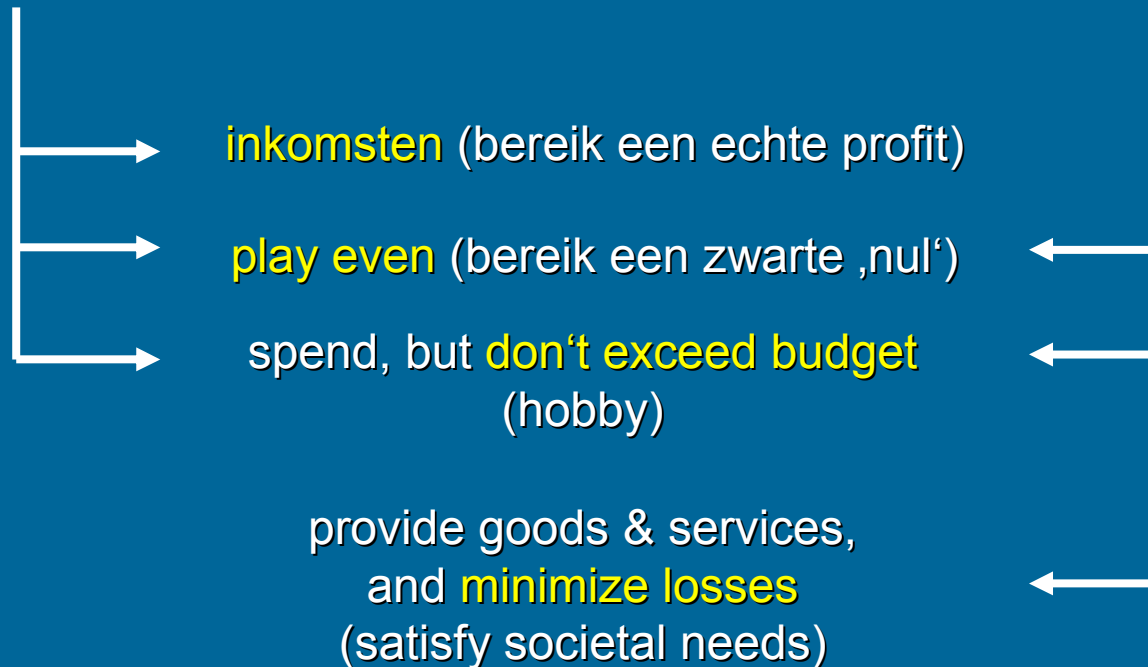 inkomsten (bereik een echte profit)
play even (bereik een zwarte ‚nul‘)
spend, but don‘t exceed budget
(hobby)
provide goods & services,
and minimize losses
(satisfy societal needs)